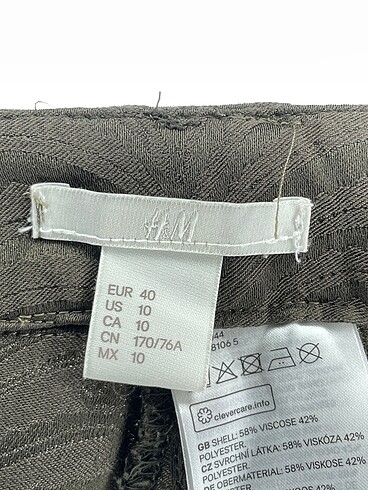 H&M
EUR 40
US 10
CA 10
CN 170/76A
MX 10
44
8106 5
clevercare.info
GB SHELL: 58% VISCOSE 42%
POLYESTER.
CZ SVRCHNÍ LÁTKA: 58% VISKÓZA 42%
POLYESTER.
DE OBERMATERIAL: 58% VISKOSE 42%
POLYESTER.